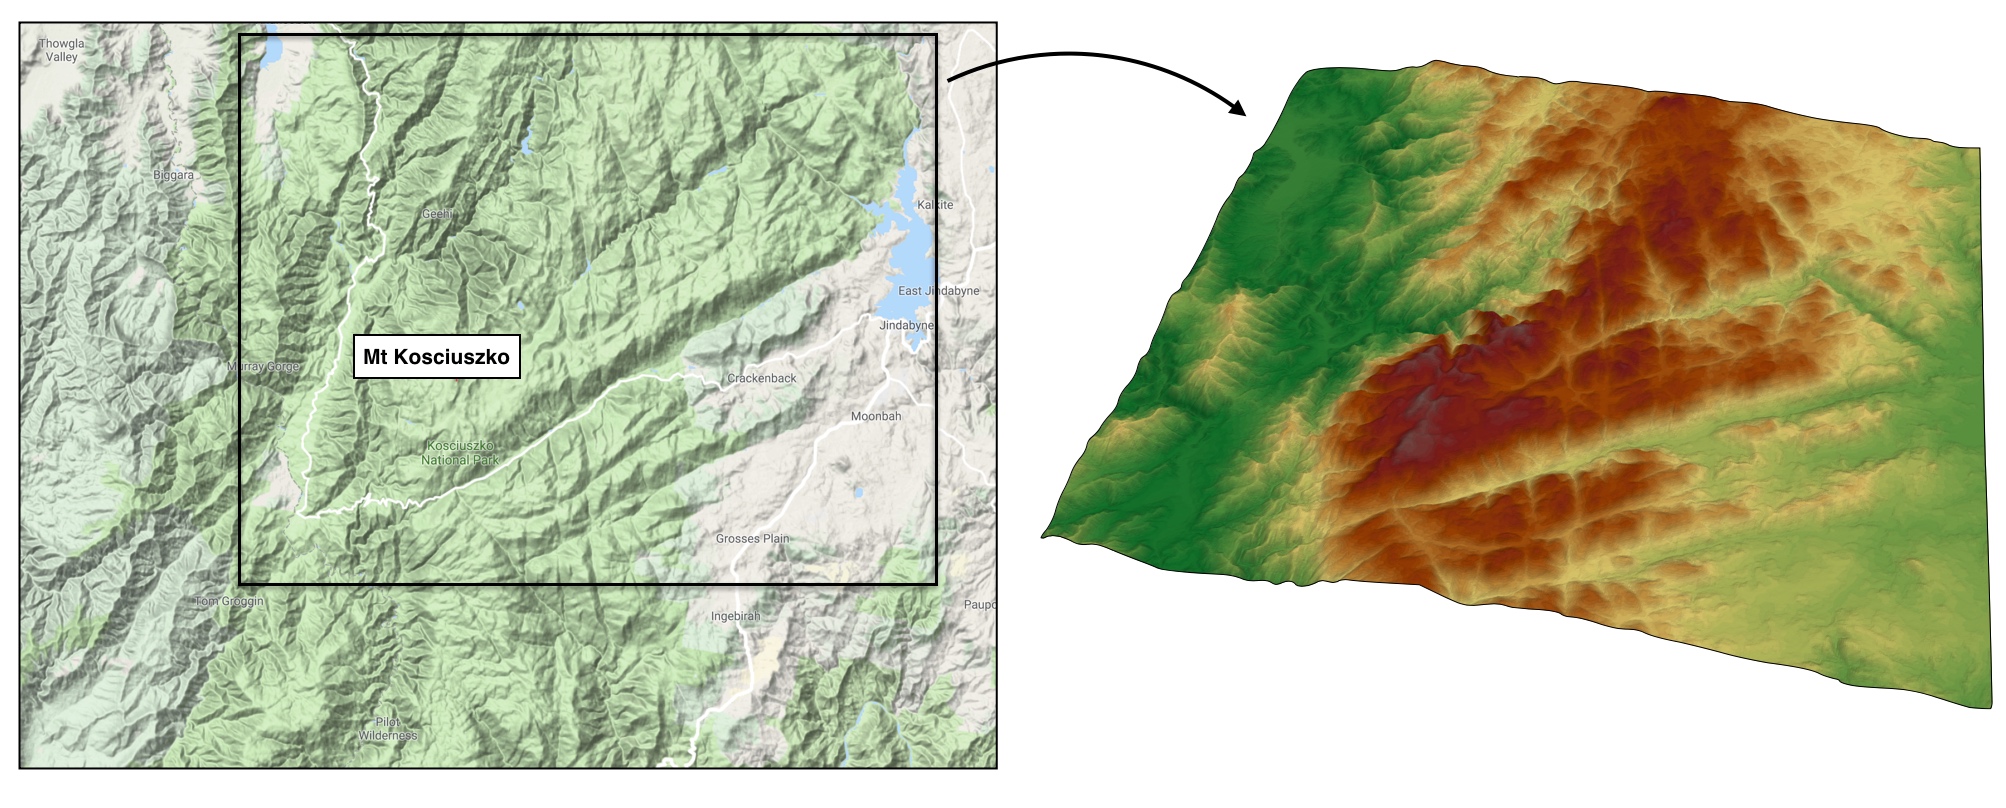 Thowgla
Valley
Biggara
Geehi
Kalkite
East Jindabyne
Jindabyne
Mt Kosciuszko
Murray Gorge
Crackenback
Moonbah
Kosciuszko
National Park
Grosses Plain
Tom Groggin
Paupo
Ingebirah
Pilot
Wilderness